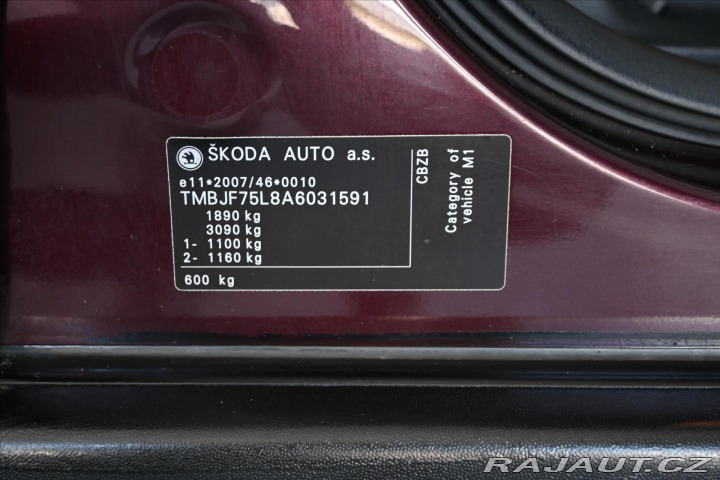 ŠKODA AUTO a.s.
e11*2007/46*0010
TMBJF75L8A6031591
1890 kg
3090 kg
1- 1100 kg
2- 1160 kg
600 kg
CBZB
Category of
vehicle M1
RAJAUT.CZ